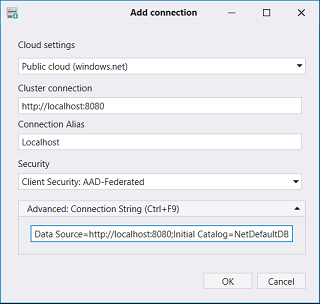 Add connection
Cloud settings
Public cloud (windows.net)
Cluster connection
http://localhost:8080
Connection Alias
Localhost
Security
Client Security: AAD-Federated
Advanced: Connection String (Ctrl+F9)
Data Source=http://localhost:8080;Initial Catalog=NetDefaultDB
OK Cancel